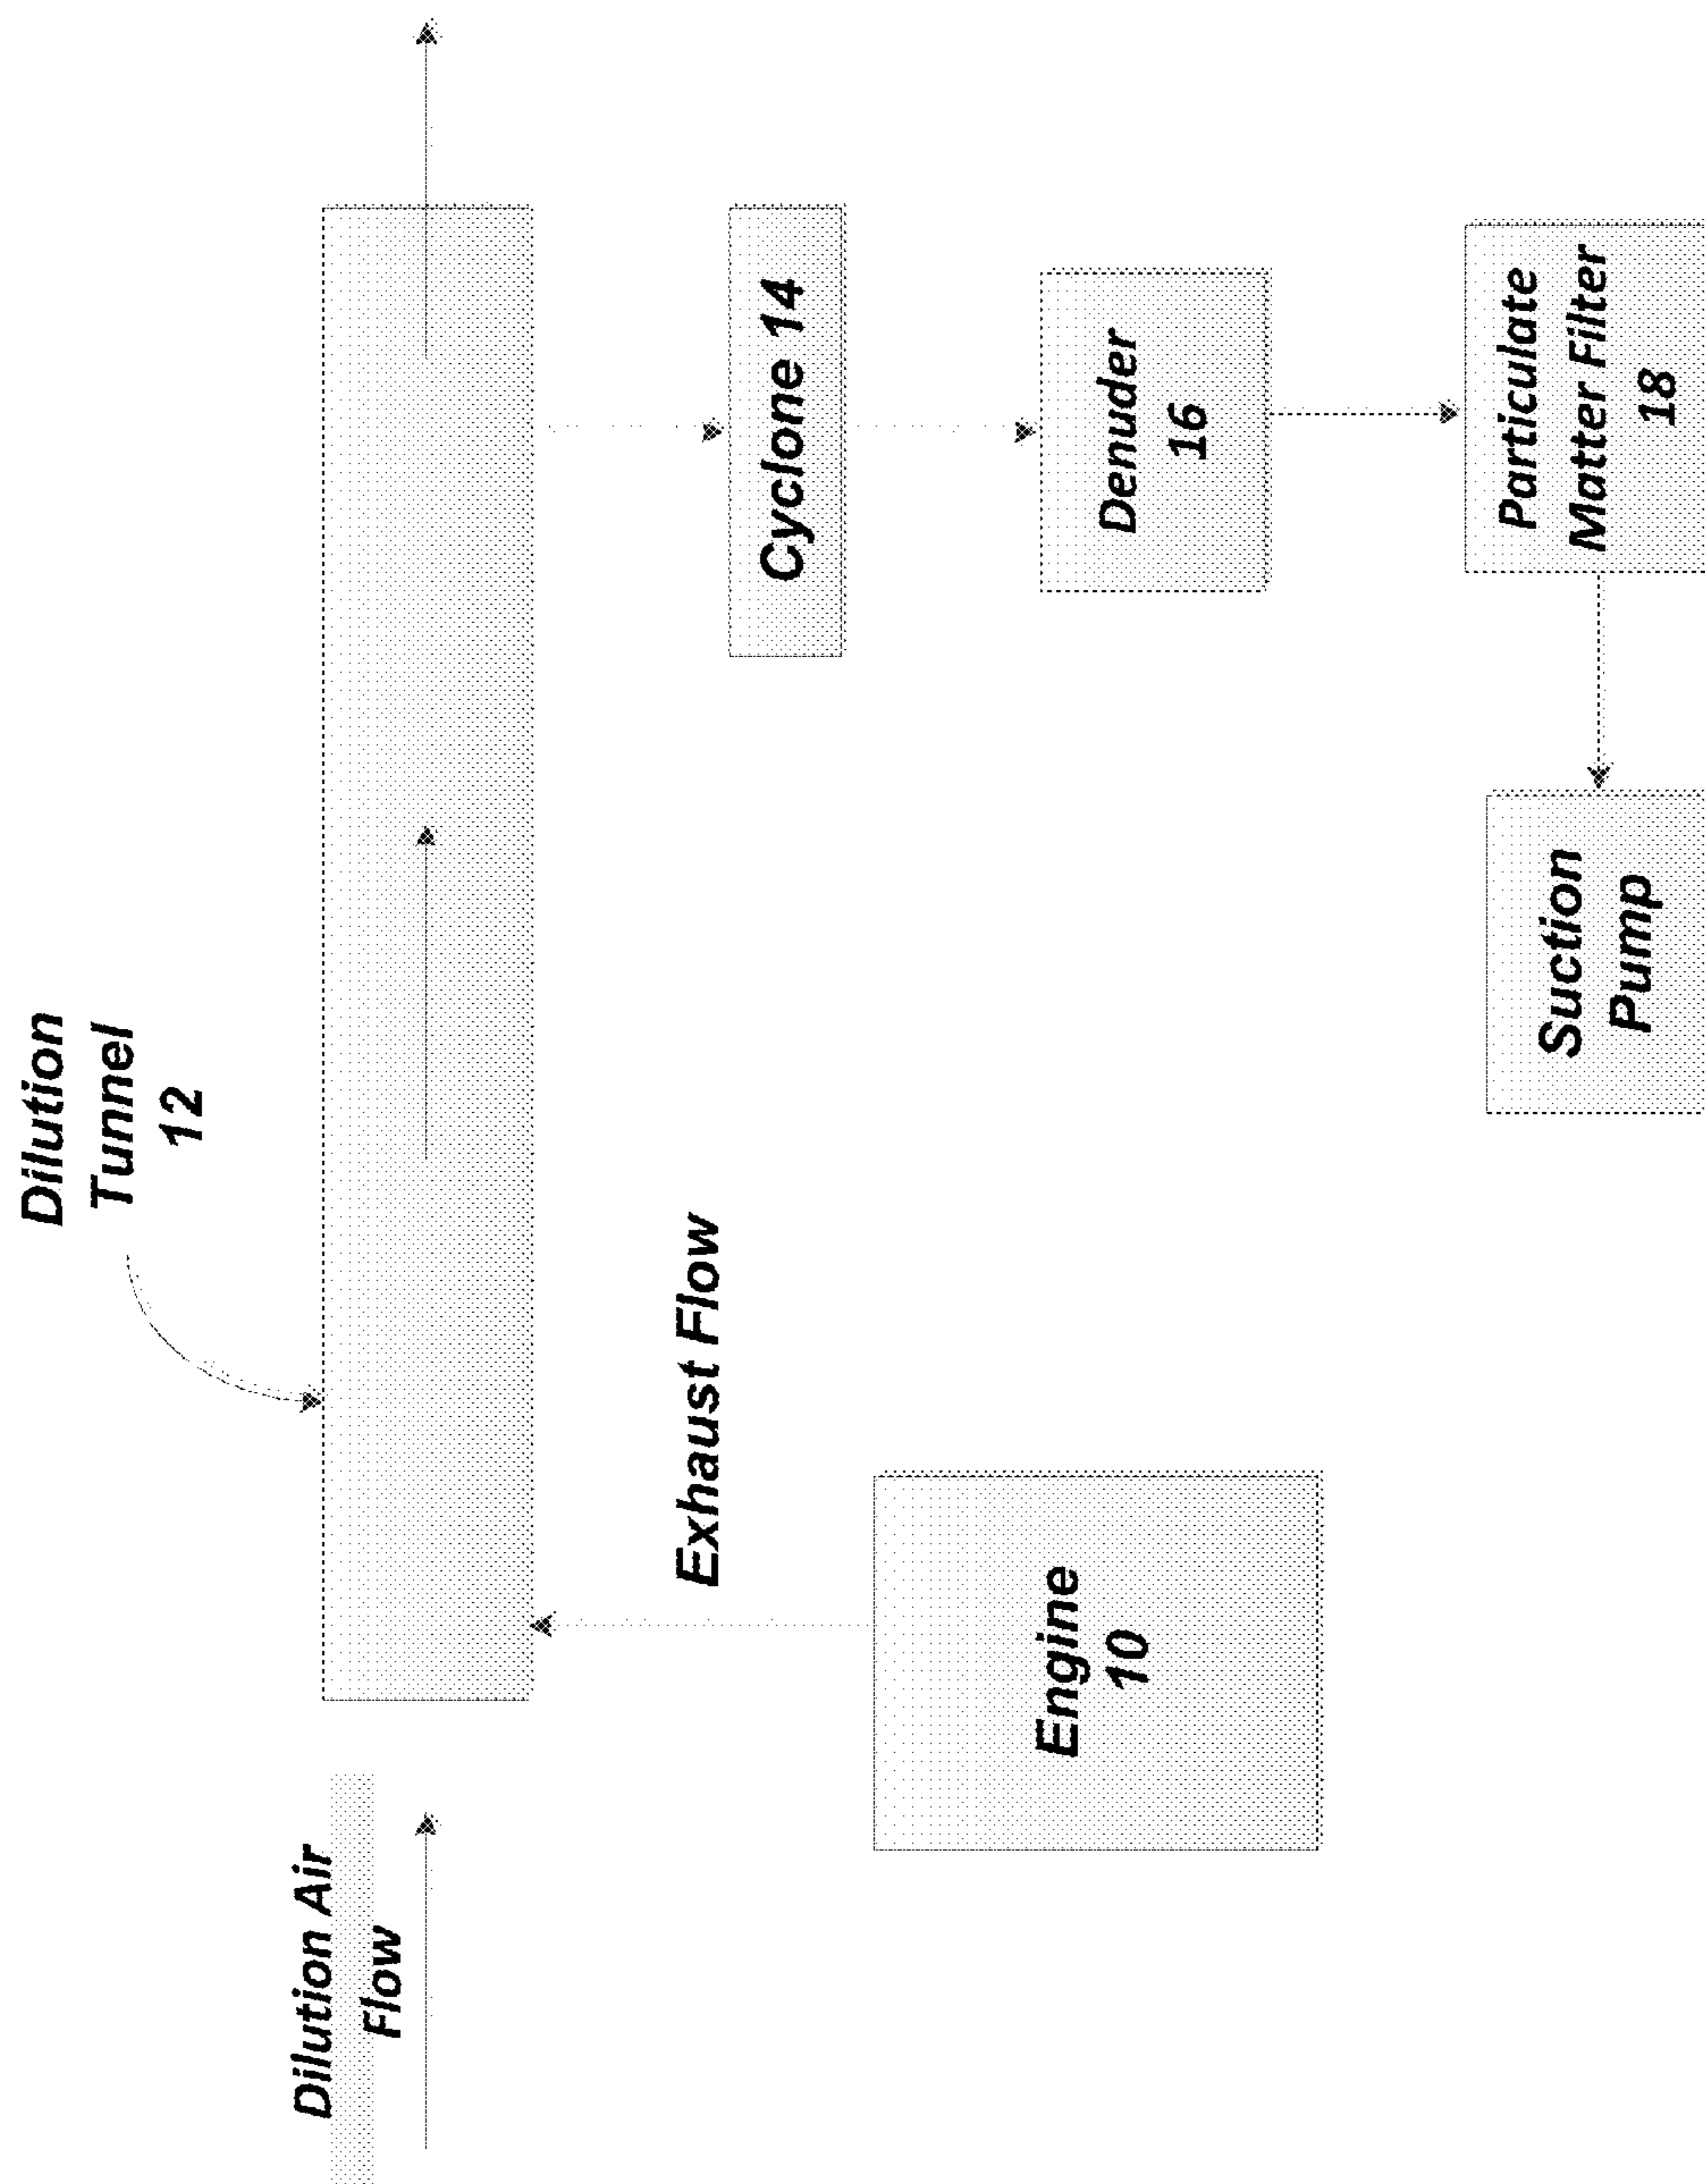 Dilution
Tunnel
12
Dilution Air
Flow
Exhaust Flow
Engine
10
Cyclone 14
Denuder
16
Particulate
Matter Filter
18
Suction
Pump